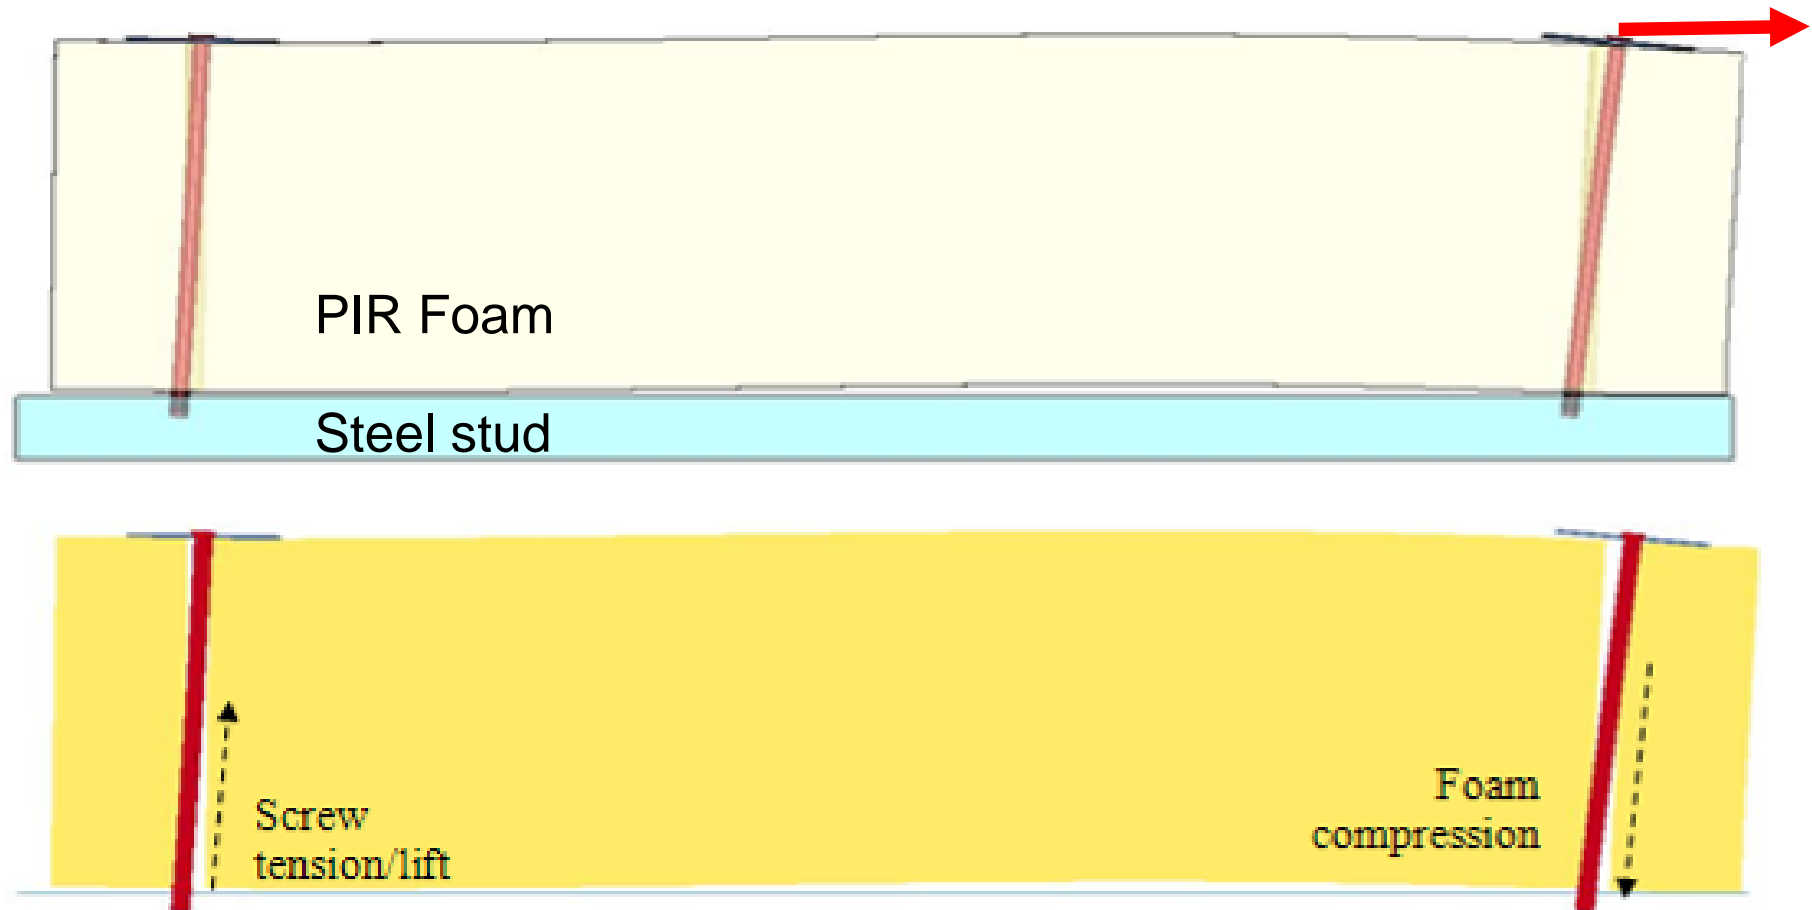 PIR Foam
Steel stud
Screw
tension/lift
Foam
compression